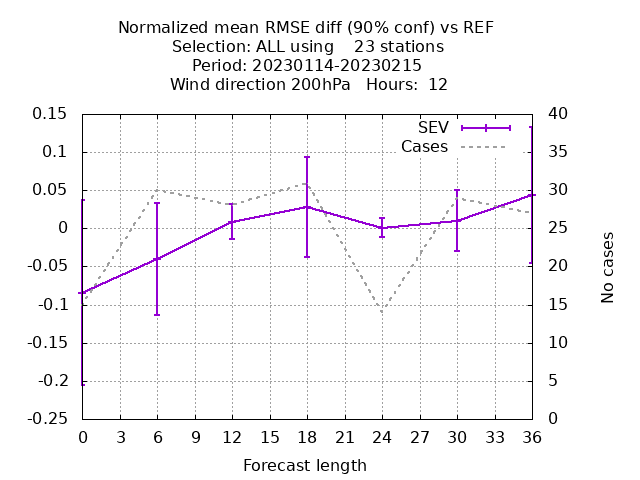 Normalized mean RMSE diff (90% conf) vs REF
Selection: ALL using    23 stations
Period: 20230114-20230215
Wind direction 200hPa   Hours:  12
SEV
Cases
0.15
0.1
0.05
0
-0.05
-0.1
-0.15
-0.2
-0.25
40
35
30
25
20
15
10
5
0
No cases
0 3 6 9 12 15 18 21 24 27 30 33 36
Forecast length